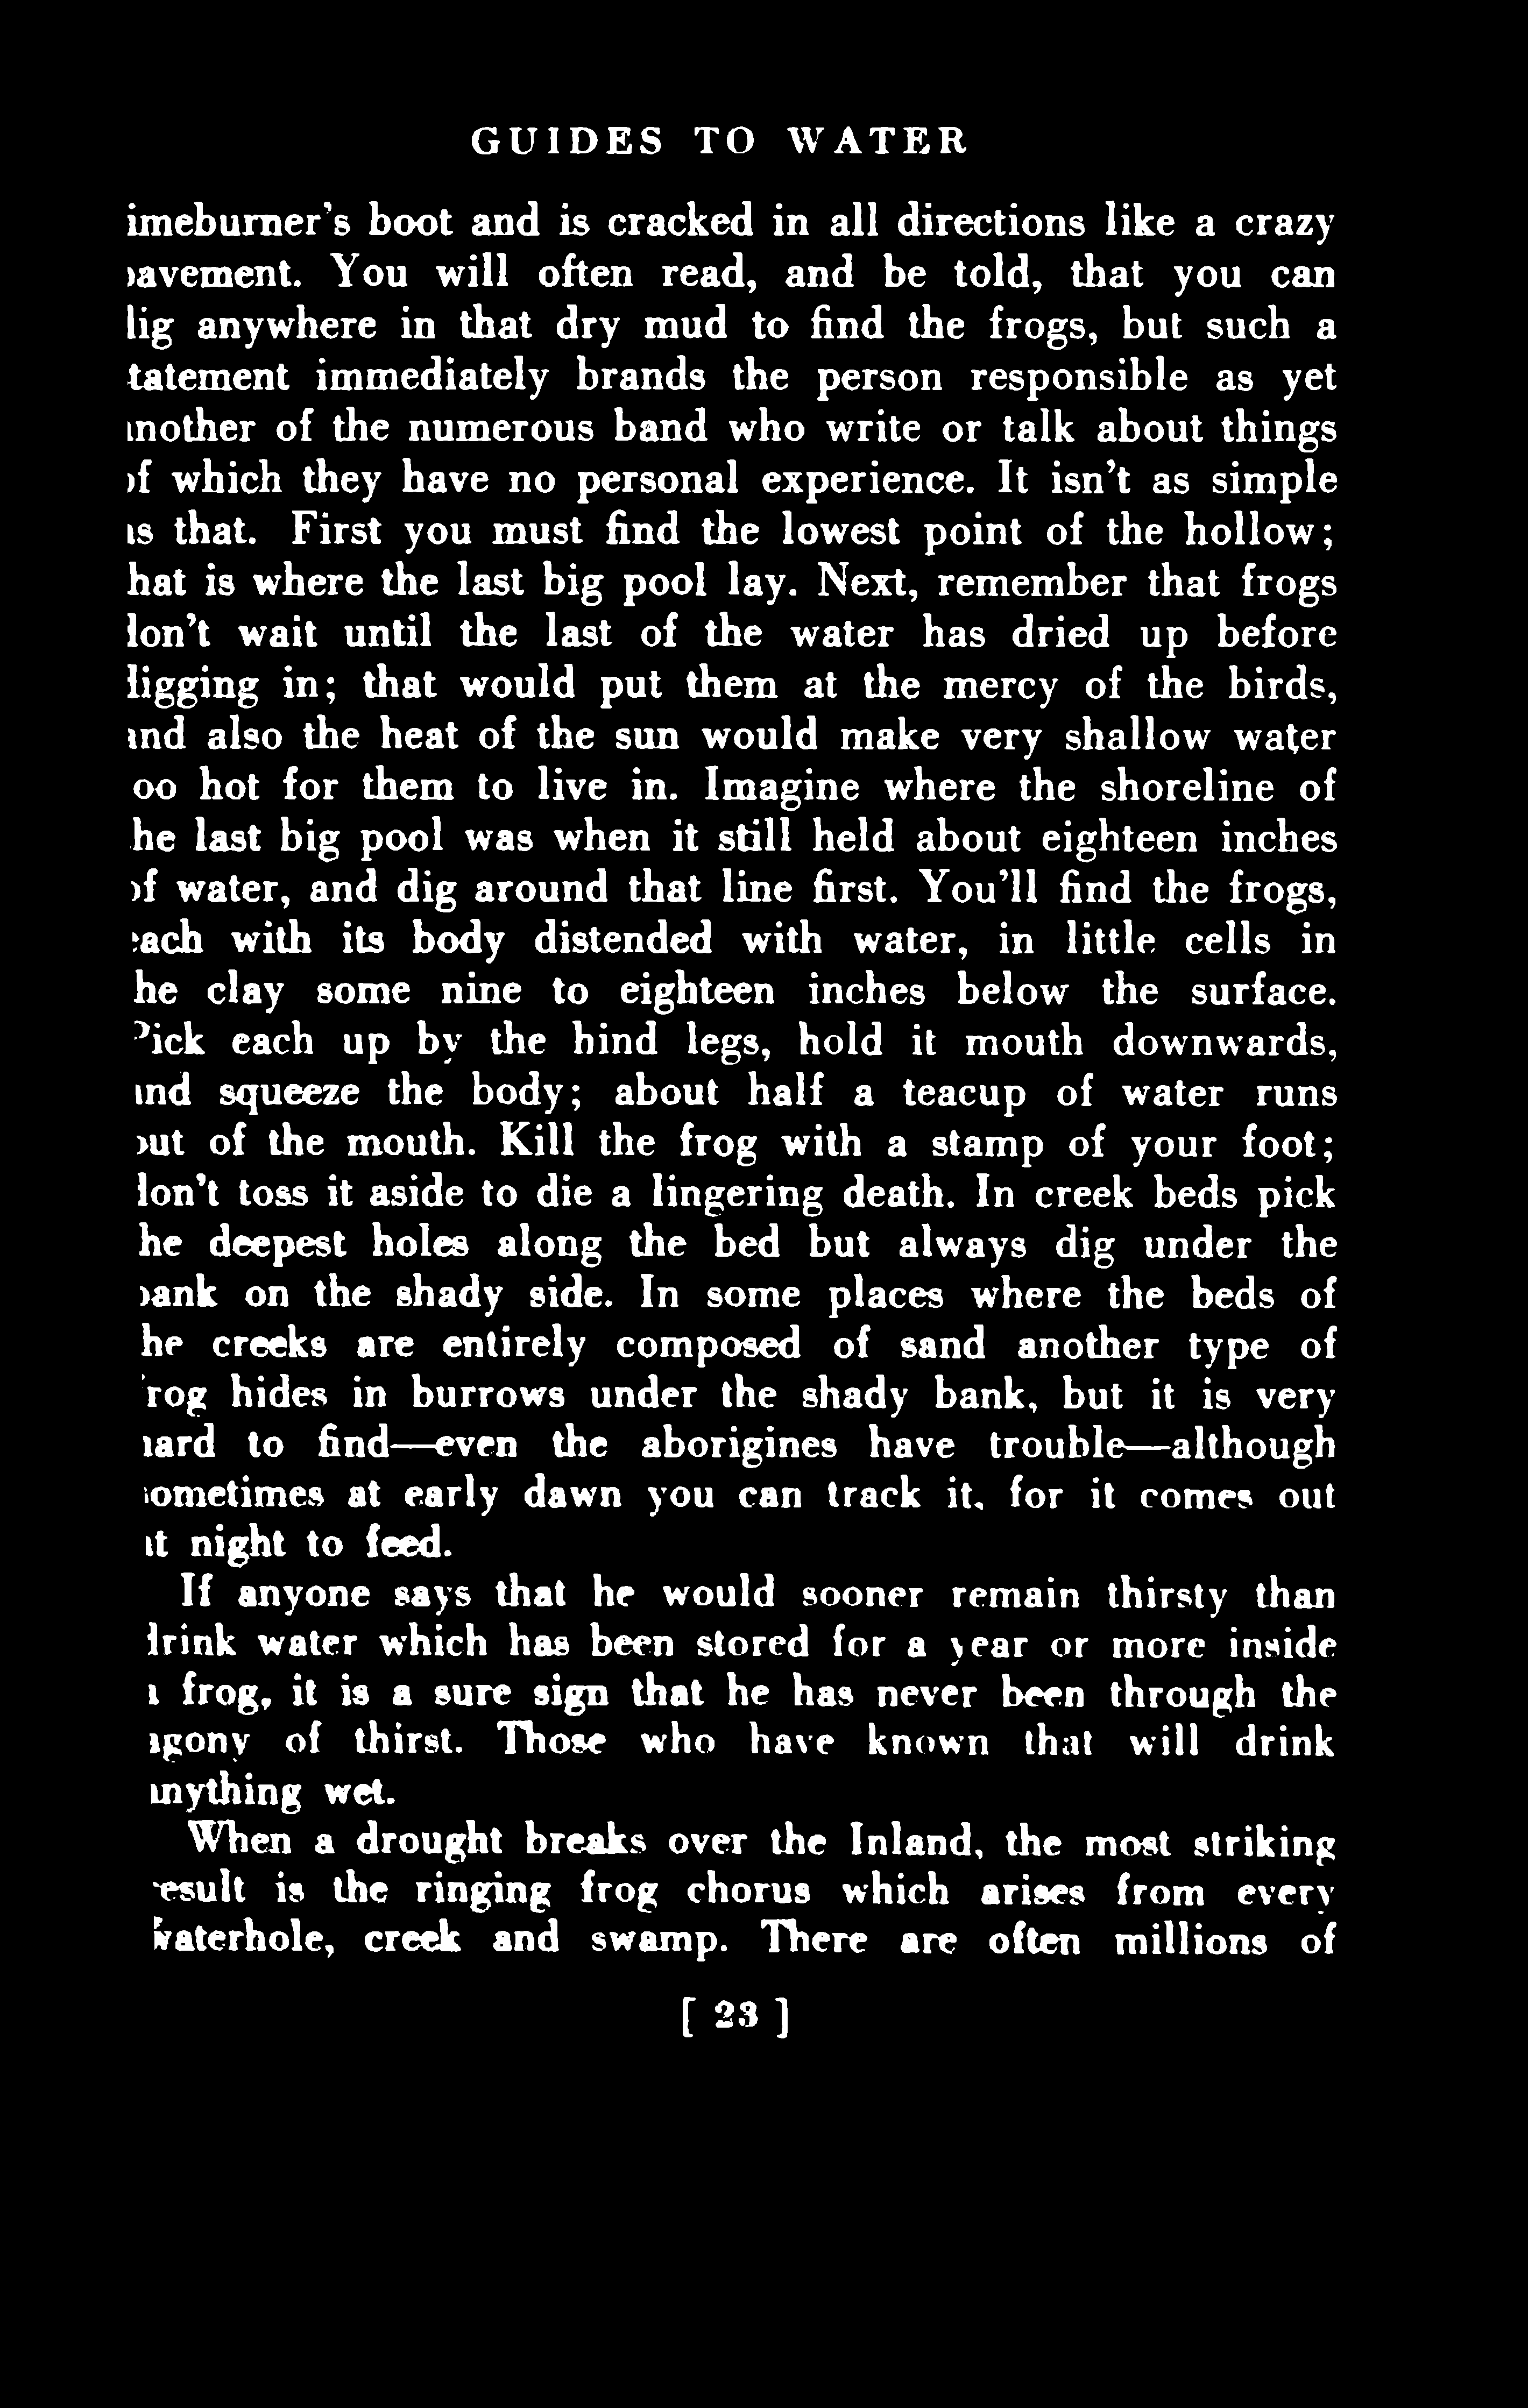 GUIDES TO WATER
imeburner's boot and is cracked in all directions like a crazy
avement. You will often read, and be told, that you can
lig anywhere in that dry mud to find the frogs, but such a
tatement immediately brands the person responsible as yet
nother of the numerous band who write or talk about things
f which they have no personal experience. It isn't as simple
s that. First you must find the lowest point of the hollow;
hat is where the last big pool lay. Next, remember that frogs
lon't wait until the last of the water has dried up before
ligging in; that would put them at the mercy of the birds,
nd also the heat of the sun would make very shallow water
oo hot for them to live in. Imagine where the shoreline of
he last big pool was when it still held about eighteen inches
f water, and dig around that line first. You'll find the frogs,
ach with its body distended with water, in little cells in
he clay some nine to eighteen inches below the surface.
ick each up by the hind legs, hold it mouth downwards,
nd squeeze the body; about half a teacup of water runs
ut of the mouth. Kill the frog with a stamp of your foot;
lon't toss it aside to die a lingering death. In creek beds pick
he deepest holes along the bed but always dig under the
ank on the shady side. In some places where the beds of
he creeks are entirely composed of sand another type of
rog hides in burrows under the shady bank, but it is very
ard to find—even the aborigines have trouble—although
ometimes at early dawn you can track it, for it comes out
t night to feed.
If anyone says that he would sooner remain thirsty than
lrink water which has been stored for a year or more inside
frog, it is a sure sign that he has never been through the
gony of thirst. Those who have known that will drink
nything wet.
When a drought breaks over the Inland, the most striking
esult is the ringing frog chorus which arises from every
waterhole, creek and swamp. There are often millions of
[ 23 ]